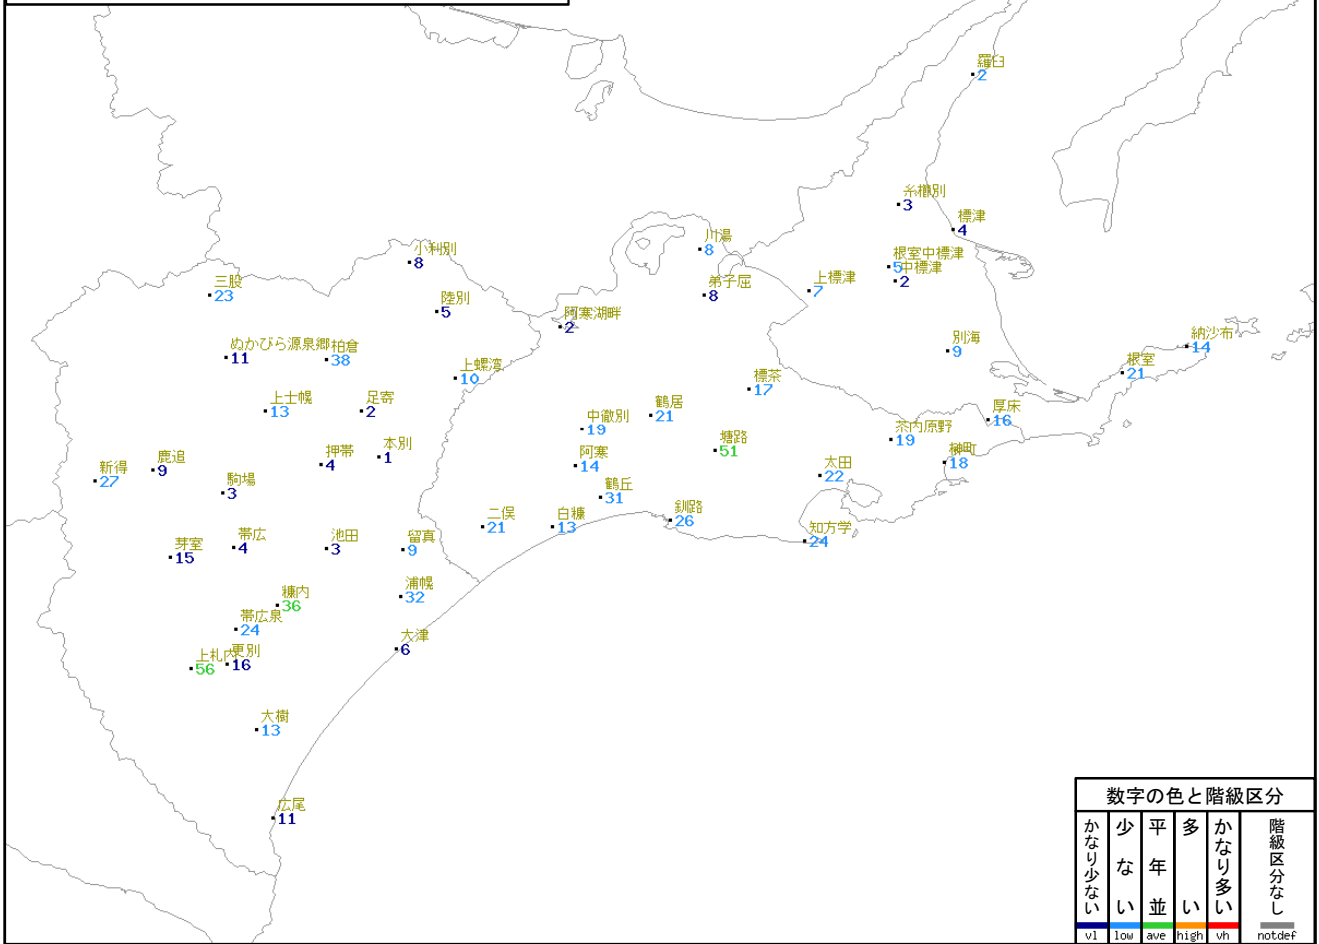 羅臼
2
糸櫛別
3
標津
4
川湯
8
根室中標津
5
中標津
2
小利別
8
三股
23
弟子屈
8
上標津
7
陸別
5
阿寒湖畔
2
納沙布
14
ぬかびら源泉郷
11
柏倉
38
別海
9
根室
21
上螺湾
10
標茶
17
上士幌
13
足寄
2
鶴居
21
厚床
16
中徹別
19
茶内原野
19
塘路
51
本別
1
押帯
4
榊町
18
鹿追
9
新得
27
阿寒
14
太田
22
駒場
3
鶴丘
31
二俣
21
白糠
13
釧路
26
知方学
24
帯広
4
池田
3
留真
9
芽室
15
浦幌
32
糠内
36
帯広泉
24
大津
6
上札内
56
更別
16
大樹
13
広尾
11
数字の色と階級区分
かなり少ない
少ない
平年並
多い
かなり多い
階級区分なし
vl
low
ave
high
vh
notdef